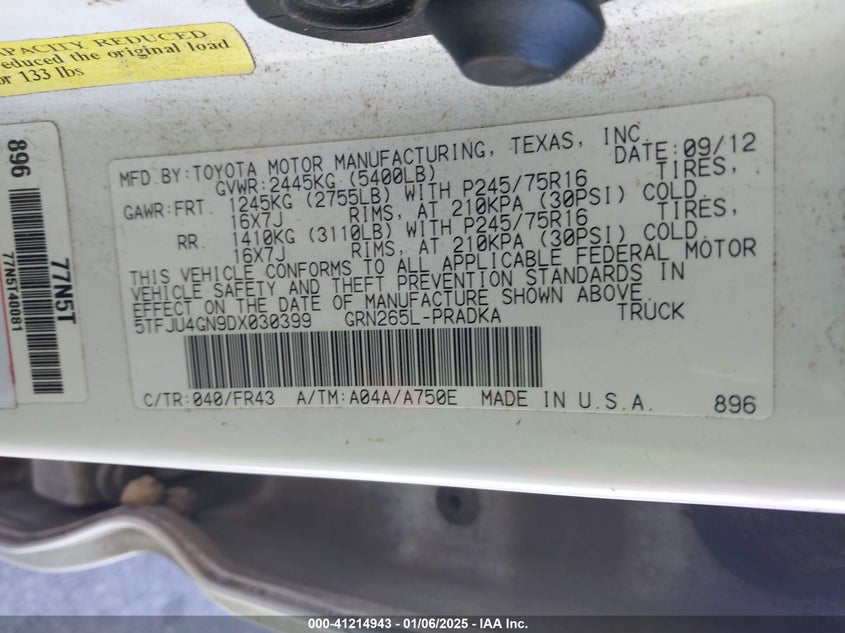 CAPACITY REDUCED
reduced the original load
or 133 lbs
896
77N5T
77N5T40081
MFD BY:TOYOTA MOTOR MANUFACTURING, TEXAS, INC.
DATE:09/12
GVWR:2445KG (5400LB)
GAWR:FRT. 1245KG (2755LB) WITH P245/75R16 TIRES,
16X7J RIMS, AT 210KPA (30PSI) COLD.
RR. 1410KG (3110LB) WITH P245/75R16 TIRES,
16X7J RIMS, AT 210KPA (30PSI) COLD.
THIS VEHICLE CONFORMS TO ALL APPLICABLE FEDERAL MOTOR
VEHICLE SAFETY AND THEFT PREVENTION STANDARDS IN
EFFECT ON THE DATE OF MANUFACTURE SHOWN ABOVE.
5TFJU4GN9DX030399 GRN265L-PRADKA TRUCK
C/TR:040/FR43 A/TM:A04A/A750E MADE IN U.S.A. 896
000-41214943 - 01/06/2025 - IAA Inc.